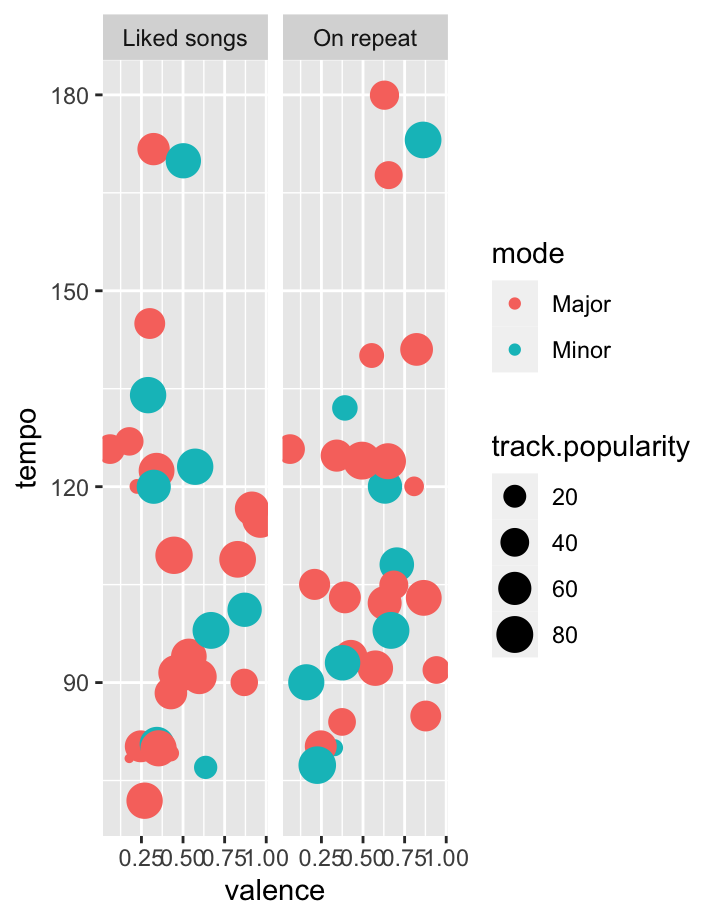 Liked songs
On repeat
180
150
120
90
tempo
0.25 0.50 0.75 1.00
0.25 0.50 0.75 1.00
valence
mode
Major
Minor
track.popularity
20
40
60
80